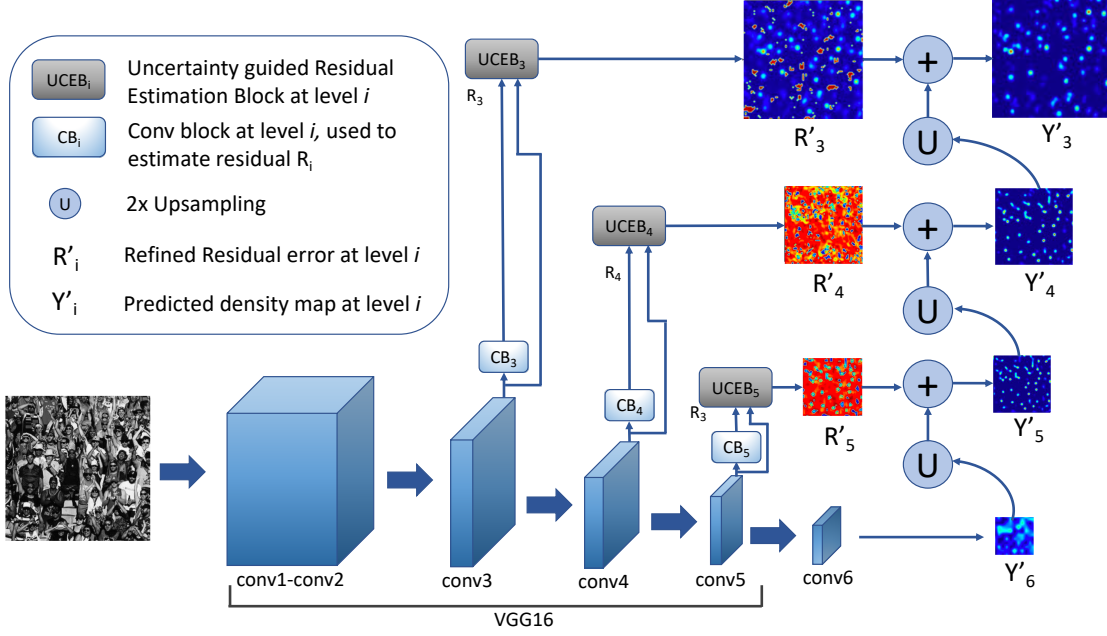 UCEBᵢ
Uncertainty guided Residual
Estimation Block at level i
CBᵢ
Conv block at level i, used to
estimate residual Rᵢ
U
2x Upsampling
R'ᵢ
Refined Residual error at level i
Y'ᵢ
Predicted density map at level i
UCEB₃
R₃
R'₃
+
U
Y'₃
UCEB₄
R₄
R'₄
+
U
Y'₄
CB₃
CB₄
UCEB₅
R₃
CB₅
R'₅
+
U
Y'₅
Y'₆
conv1-conv2
conv3
conv4
conv5
conv6
VGG16